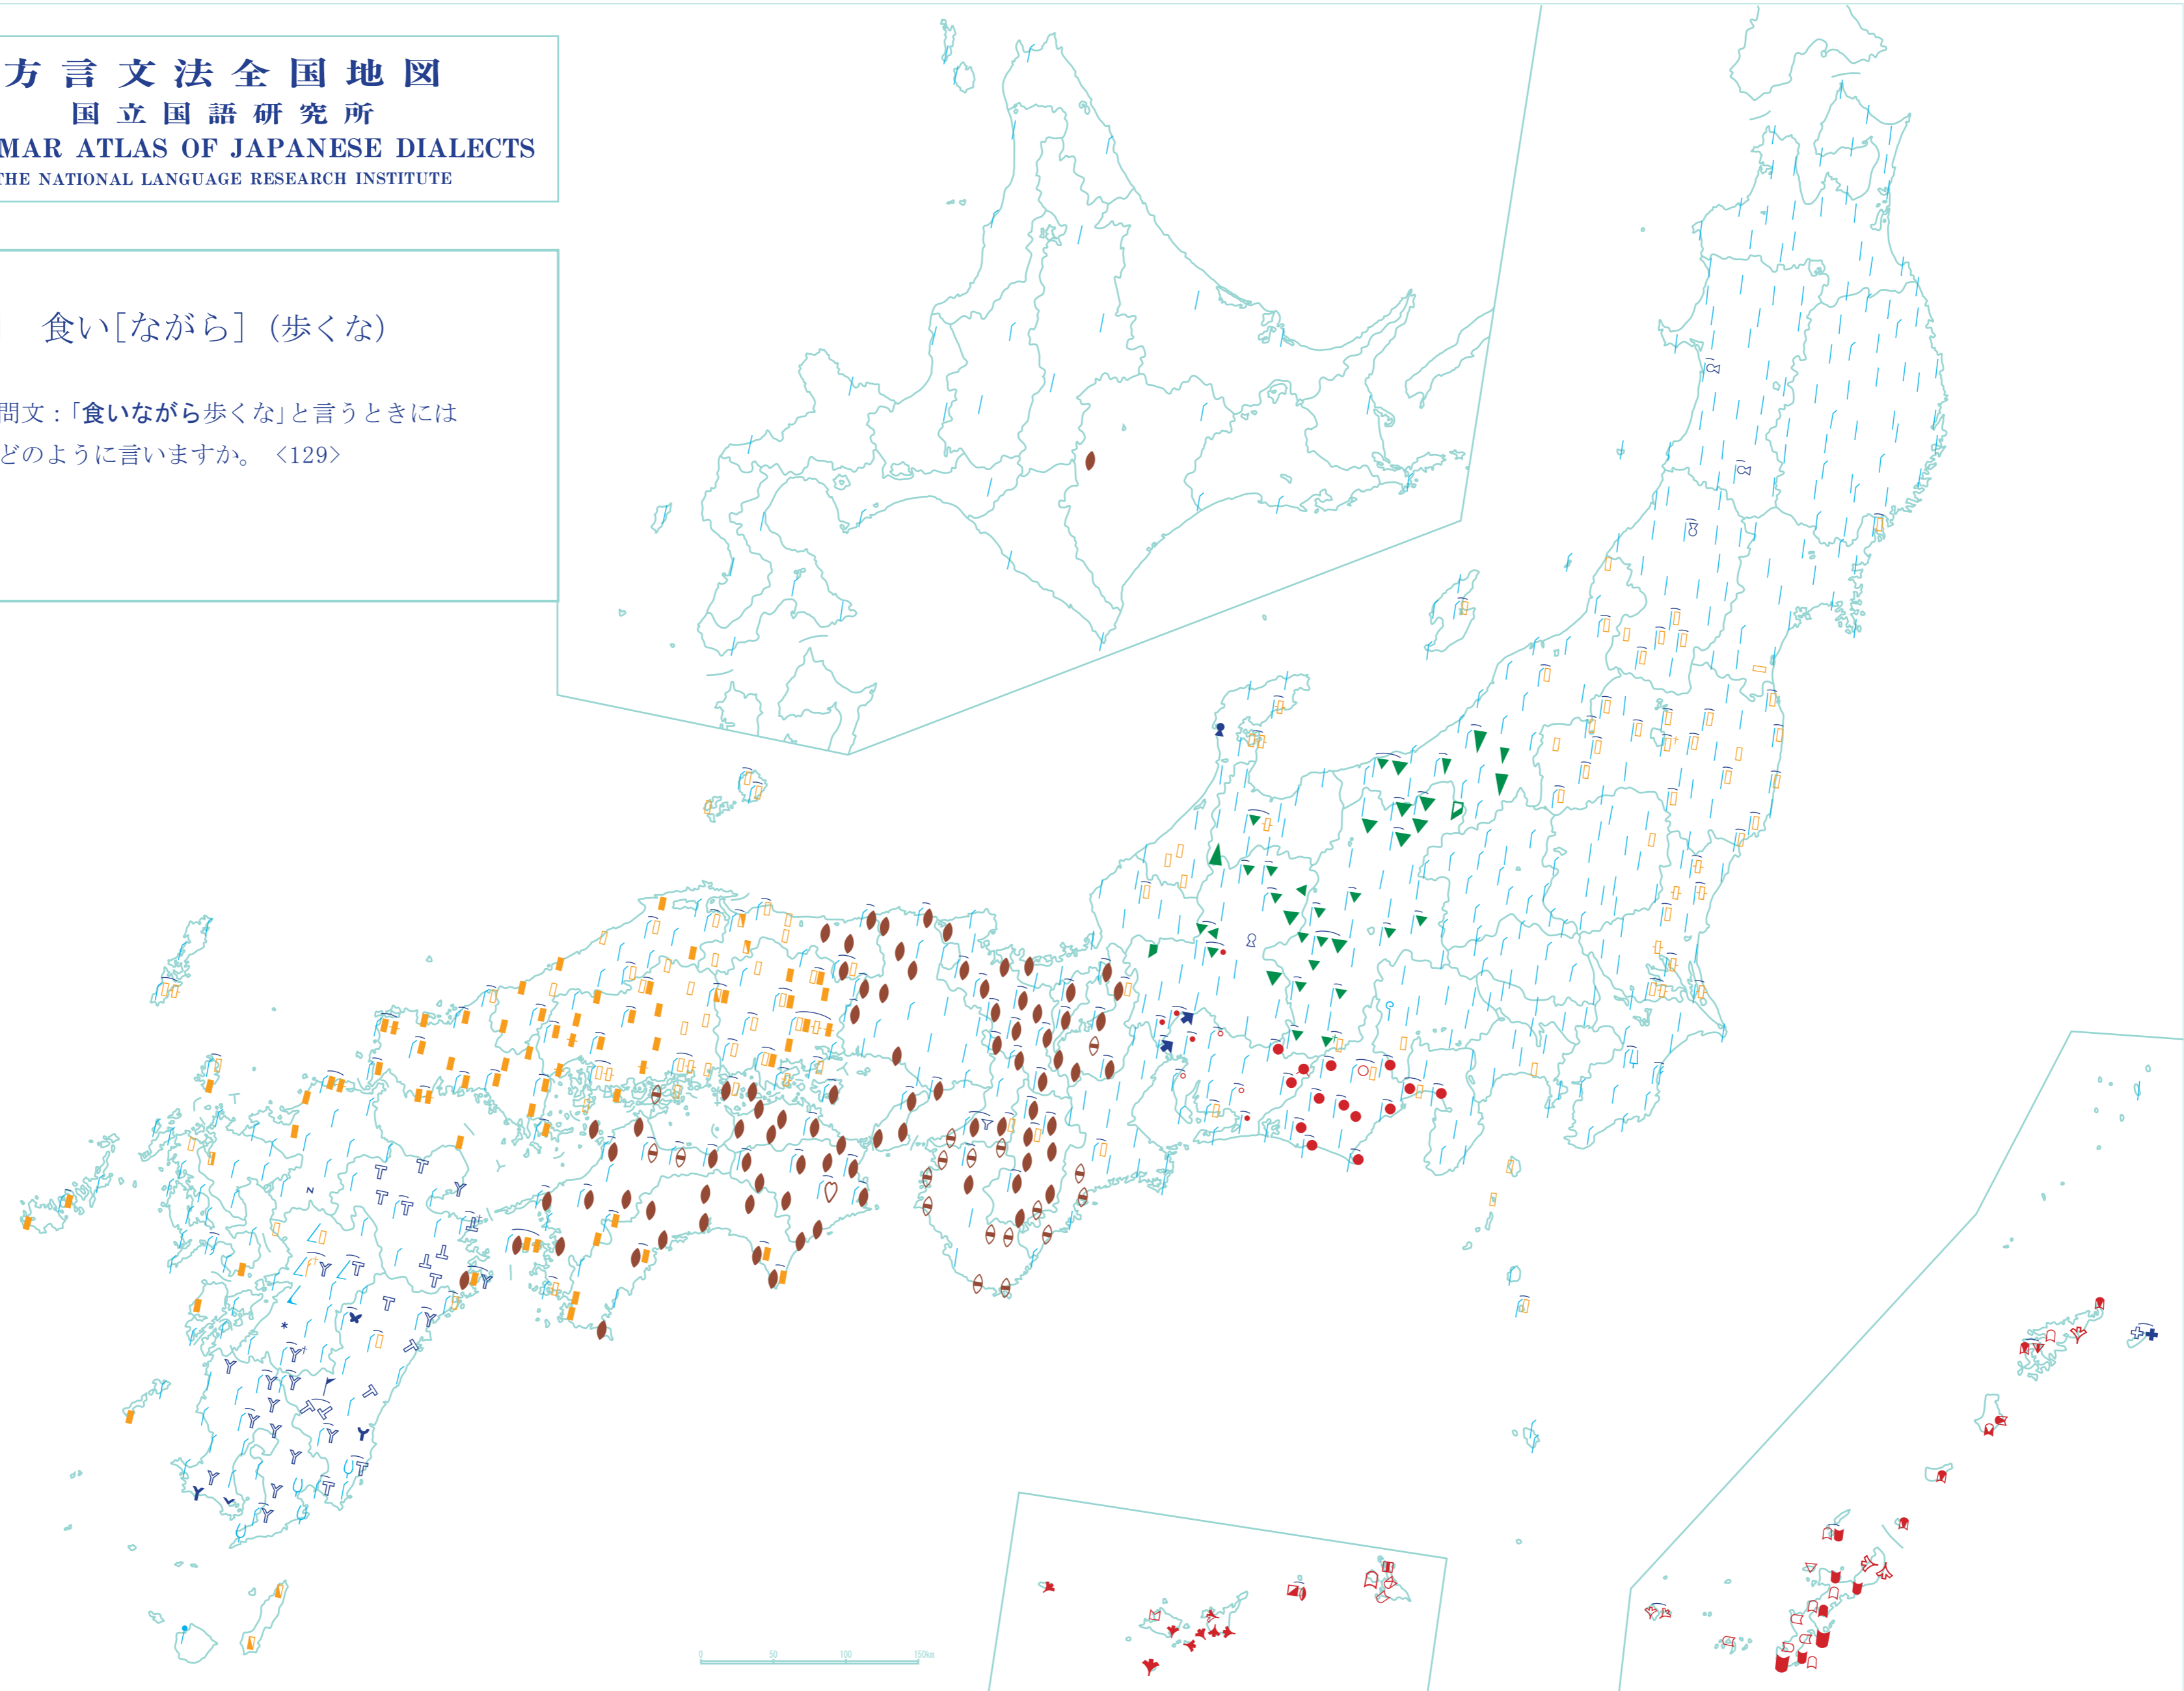 方言文法全国地図
国立国語研究所
MAR ATLAS OF JAPANESE DIALECTS
THE NATIONAL LANGUAGE RESEARCH INSTITUTE
食い[ながら](歩くな)
問文:「食いながら歩くな」と言うときには
どのように言いますか。 <129>
0 50 100 150km